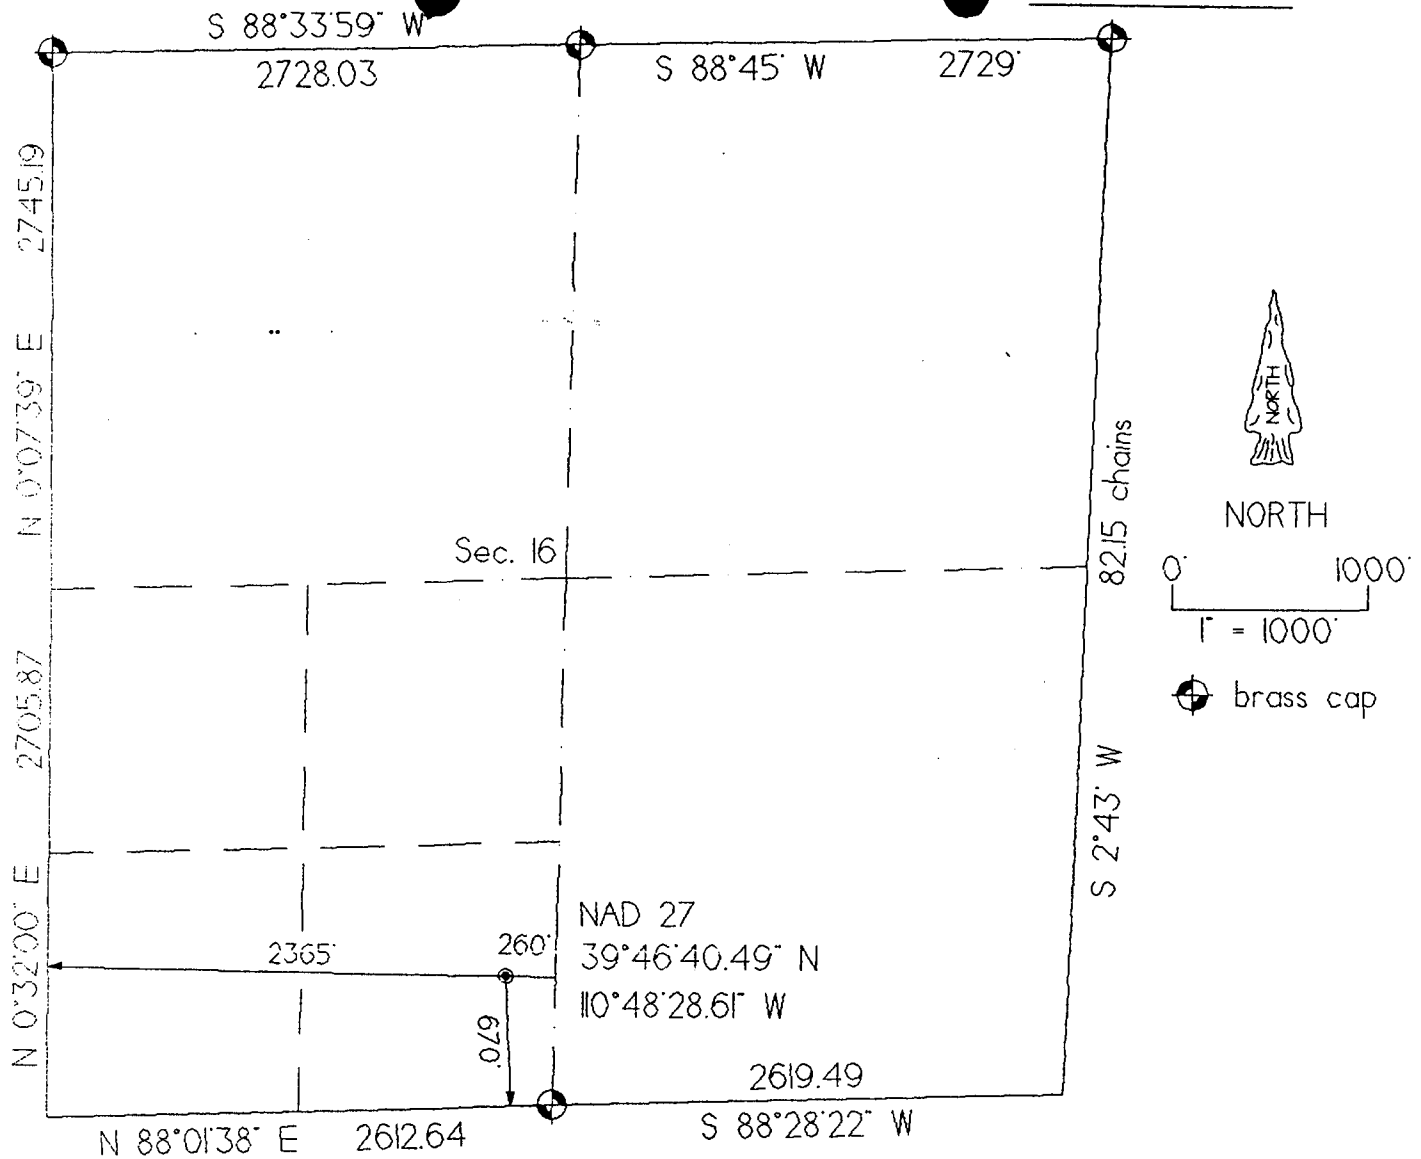 S 88°33'59" W
2728.03
S 88°45' W
2729'
2745.19
N 0°07'39" E
2705.87
N 0°32'00" E
Sec. 16
82.15 chains
S 2°43' W
NORTH
NORTH
0'
1000'
1" = 1000'
brass cap
2365'
260'
670'
NAD 27
39°46'40.49" N
110°48'28.61" W
2619.49
S 88°28'22" W
N 88°01'38" E
2612.64